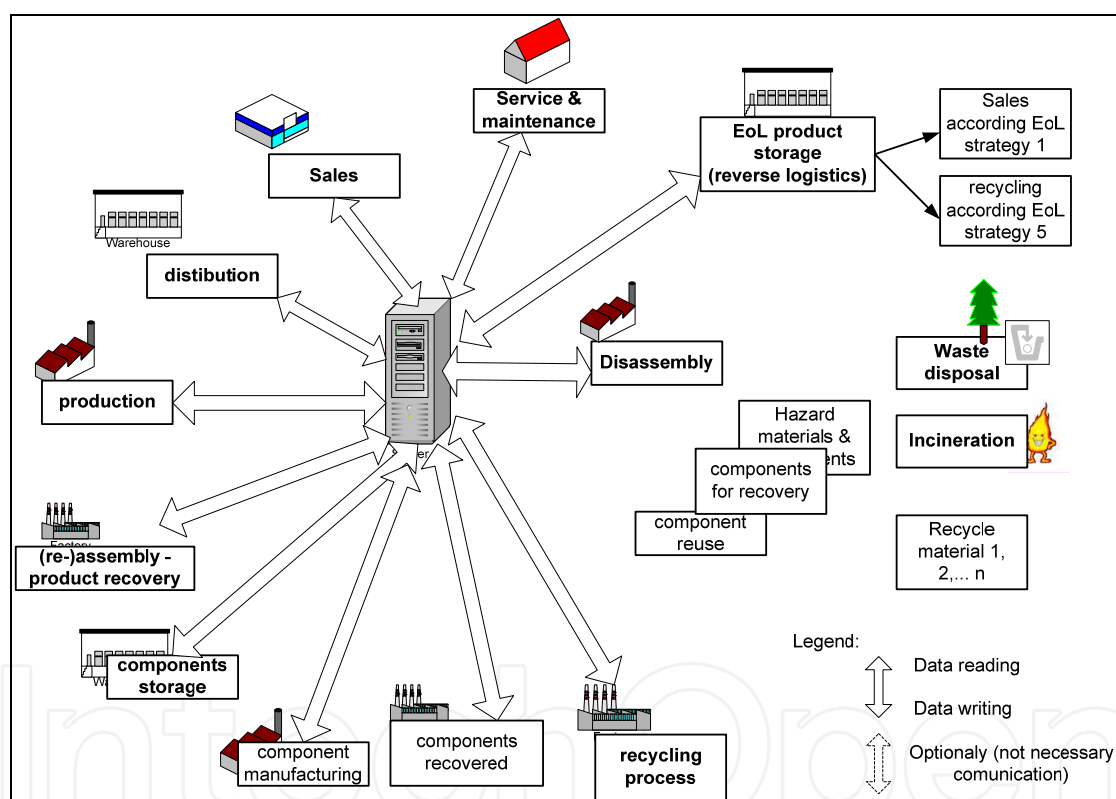 Service &
maintenance
EoL product
storage
(reverse logistics)
Sales
according EoL
strategy 1
recycling
according EoL
strategy 5
Sales
Warehouse
distibution
production
Disassembly
Waste
disposal
Hazard
materials &
components
for recovery
component
reuse
Incineration
Recycle
material 1,
2,... n
(re-)assembly -
product recovery
components
storage
component
manufacturing
components
recovered
recycling
process
Legend:
Data reading
Data writing
Optionaly (not necessary
comunication)
IntechOpen